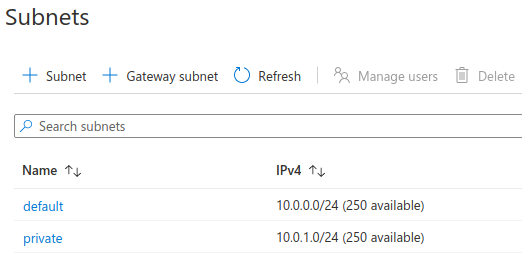 Subnets
Subnet Gateway subnet Refresh Manage users Delete
Search subnets
Name IPv4
default 10.0.0.0/24 (250 available)
private 10.0.1.0/24 (250 available)